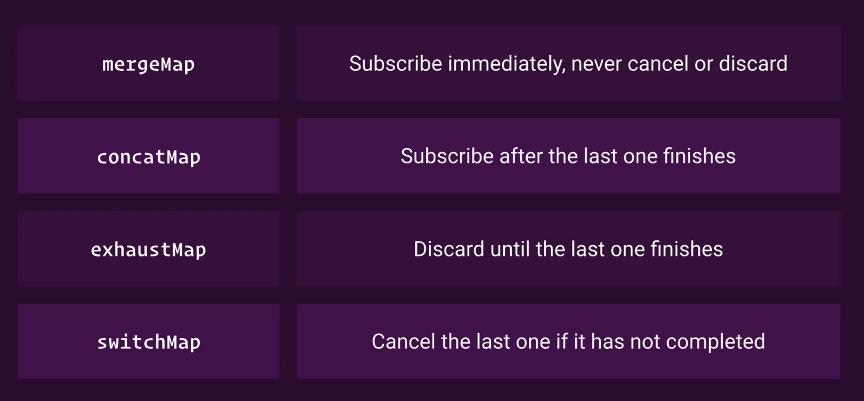 mergeMap
Subscribe immediately, never cancel or discard
concatMap
Subscribe after the last one finishes
exhaustMap
Discard until the last one finishes
switchMap
Cancel the last one if it has not completed